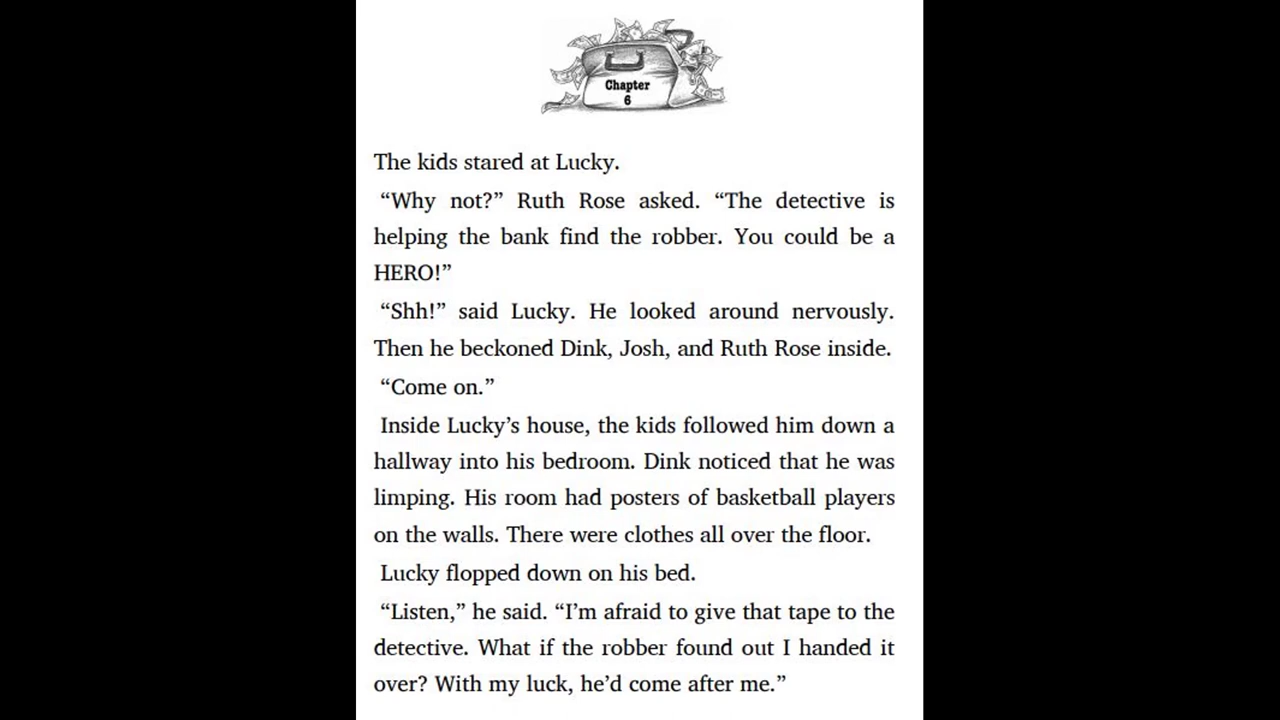 Chapter
6
The kids stared at Lucky.
“Why not?” Ruth Rose asked. “The detective is
helping the bank find the robber. You could be a
HERO!”
“Shh!” said Lucky. He looked around nervously.
Then he beckoned Dink, Josh, and Ruth Rose inside.
“Come on.”
Inside Lucky’s house, the kids followed him down a
hallway into his bedroom. Dink noticed that he was
limping. His room had posters of basketball players
on the walls. There were clothes all over the floor.
Lucky flopped down on his bed.
“Listen,” he said. “I’m afraid to give that tape to the
detective. What if the robber found out I handed it
over? With my luck, he’d come after me.”